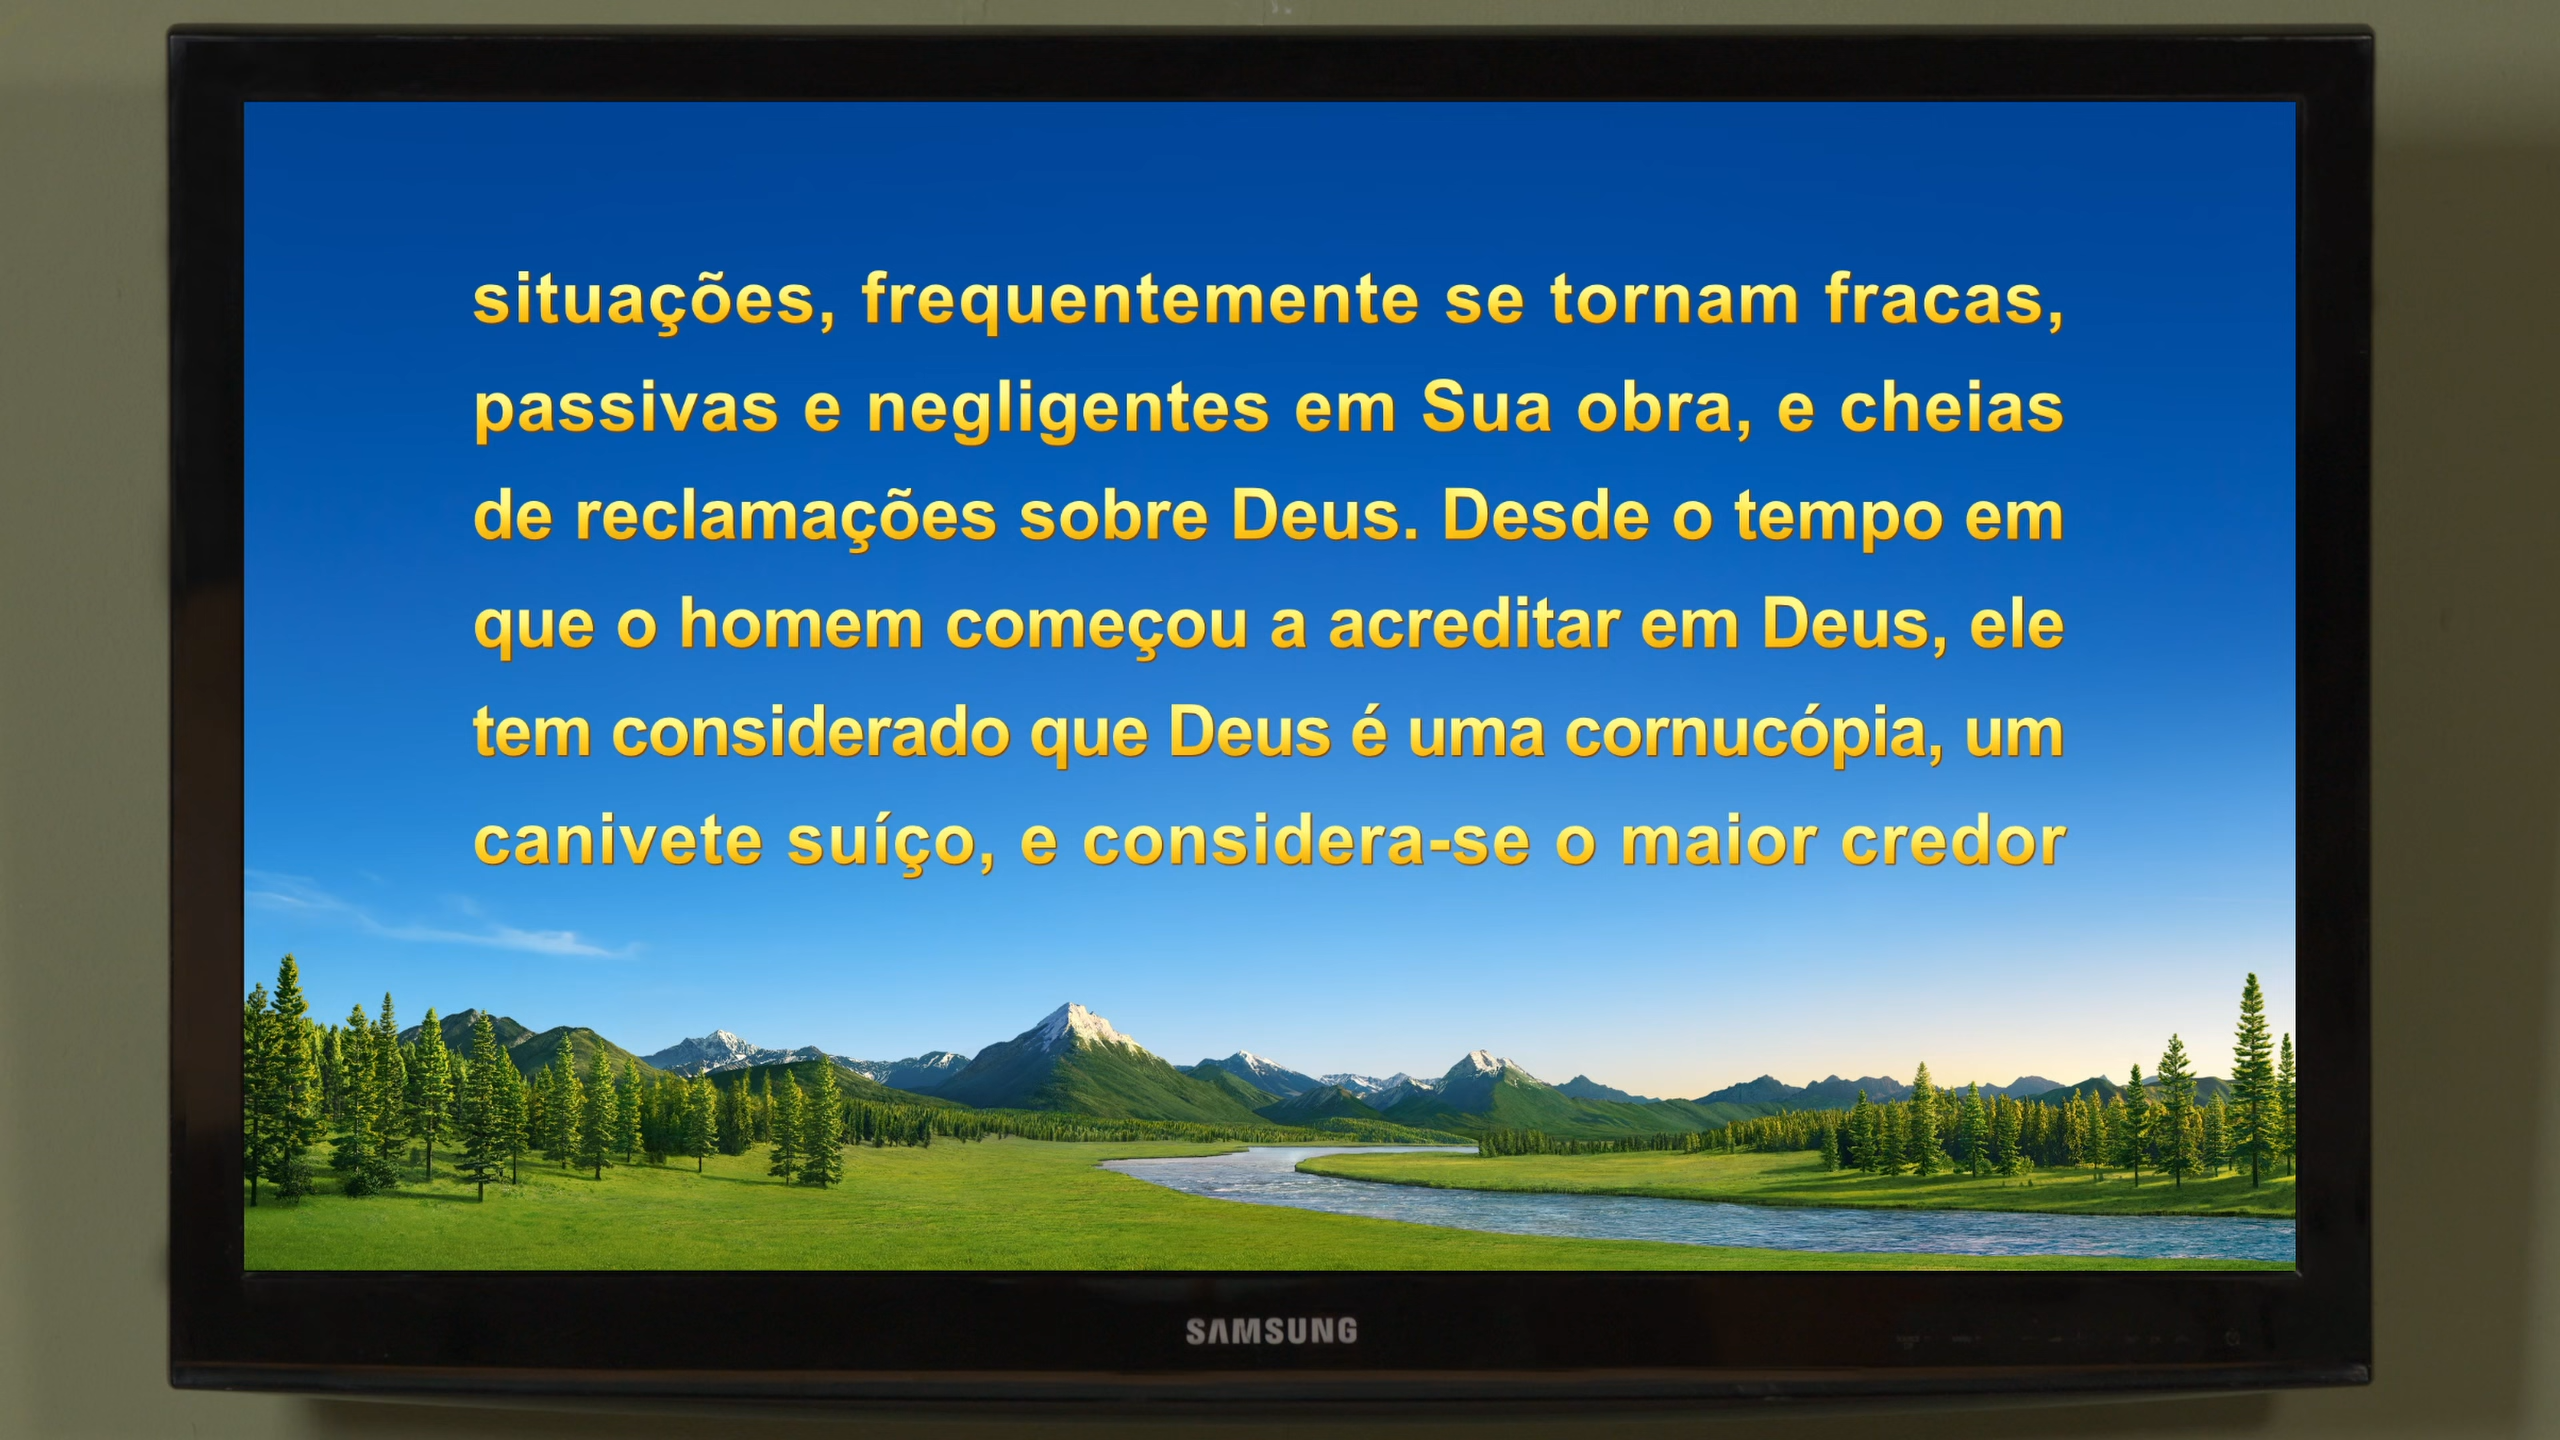 situações, frequentemente se tornam fracas,
passivas e negligentes em Sua obra, e cheias
de reclamações sobre Deus. Desde o tempo em
que o homem começou a acreditar em Deus, ele
tem considerado que Deus é uma cornucópia, um
canivete suíço, e considera-se o maior credor
SAMSUNG